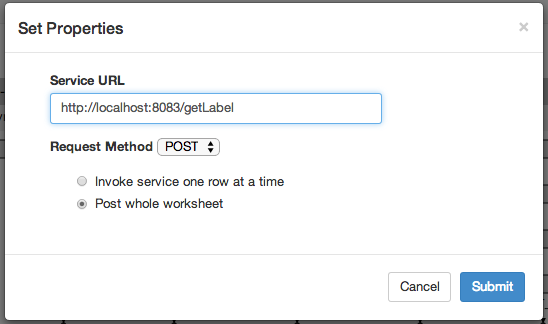 Set Properties ×
Service URL
http://localhost:8083/getLabel
Request Method POST
Invoke service one row at a time
Post whole worksheet
Cancel Submit